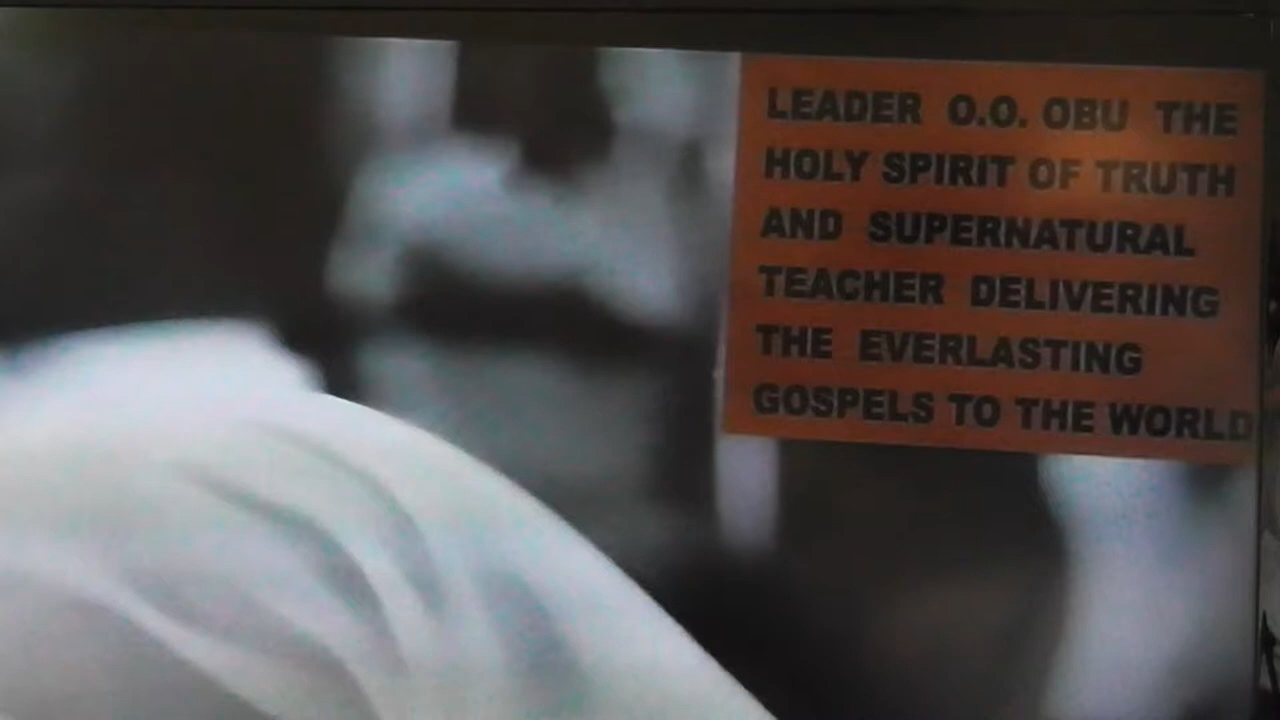 LEADER O.O. OBU THE
HOLY SPIRIT OF TRUTH
AND SUPERNATURAL
TEACHER DELIVERING
THE EVERLASTING
GOSPELS TO THE WORLD